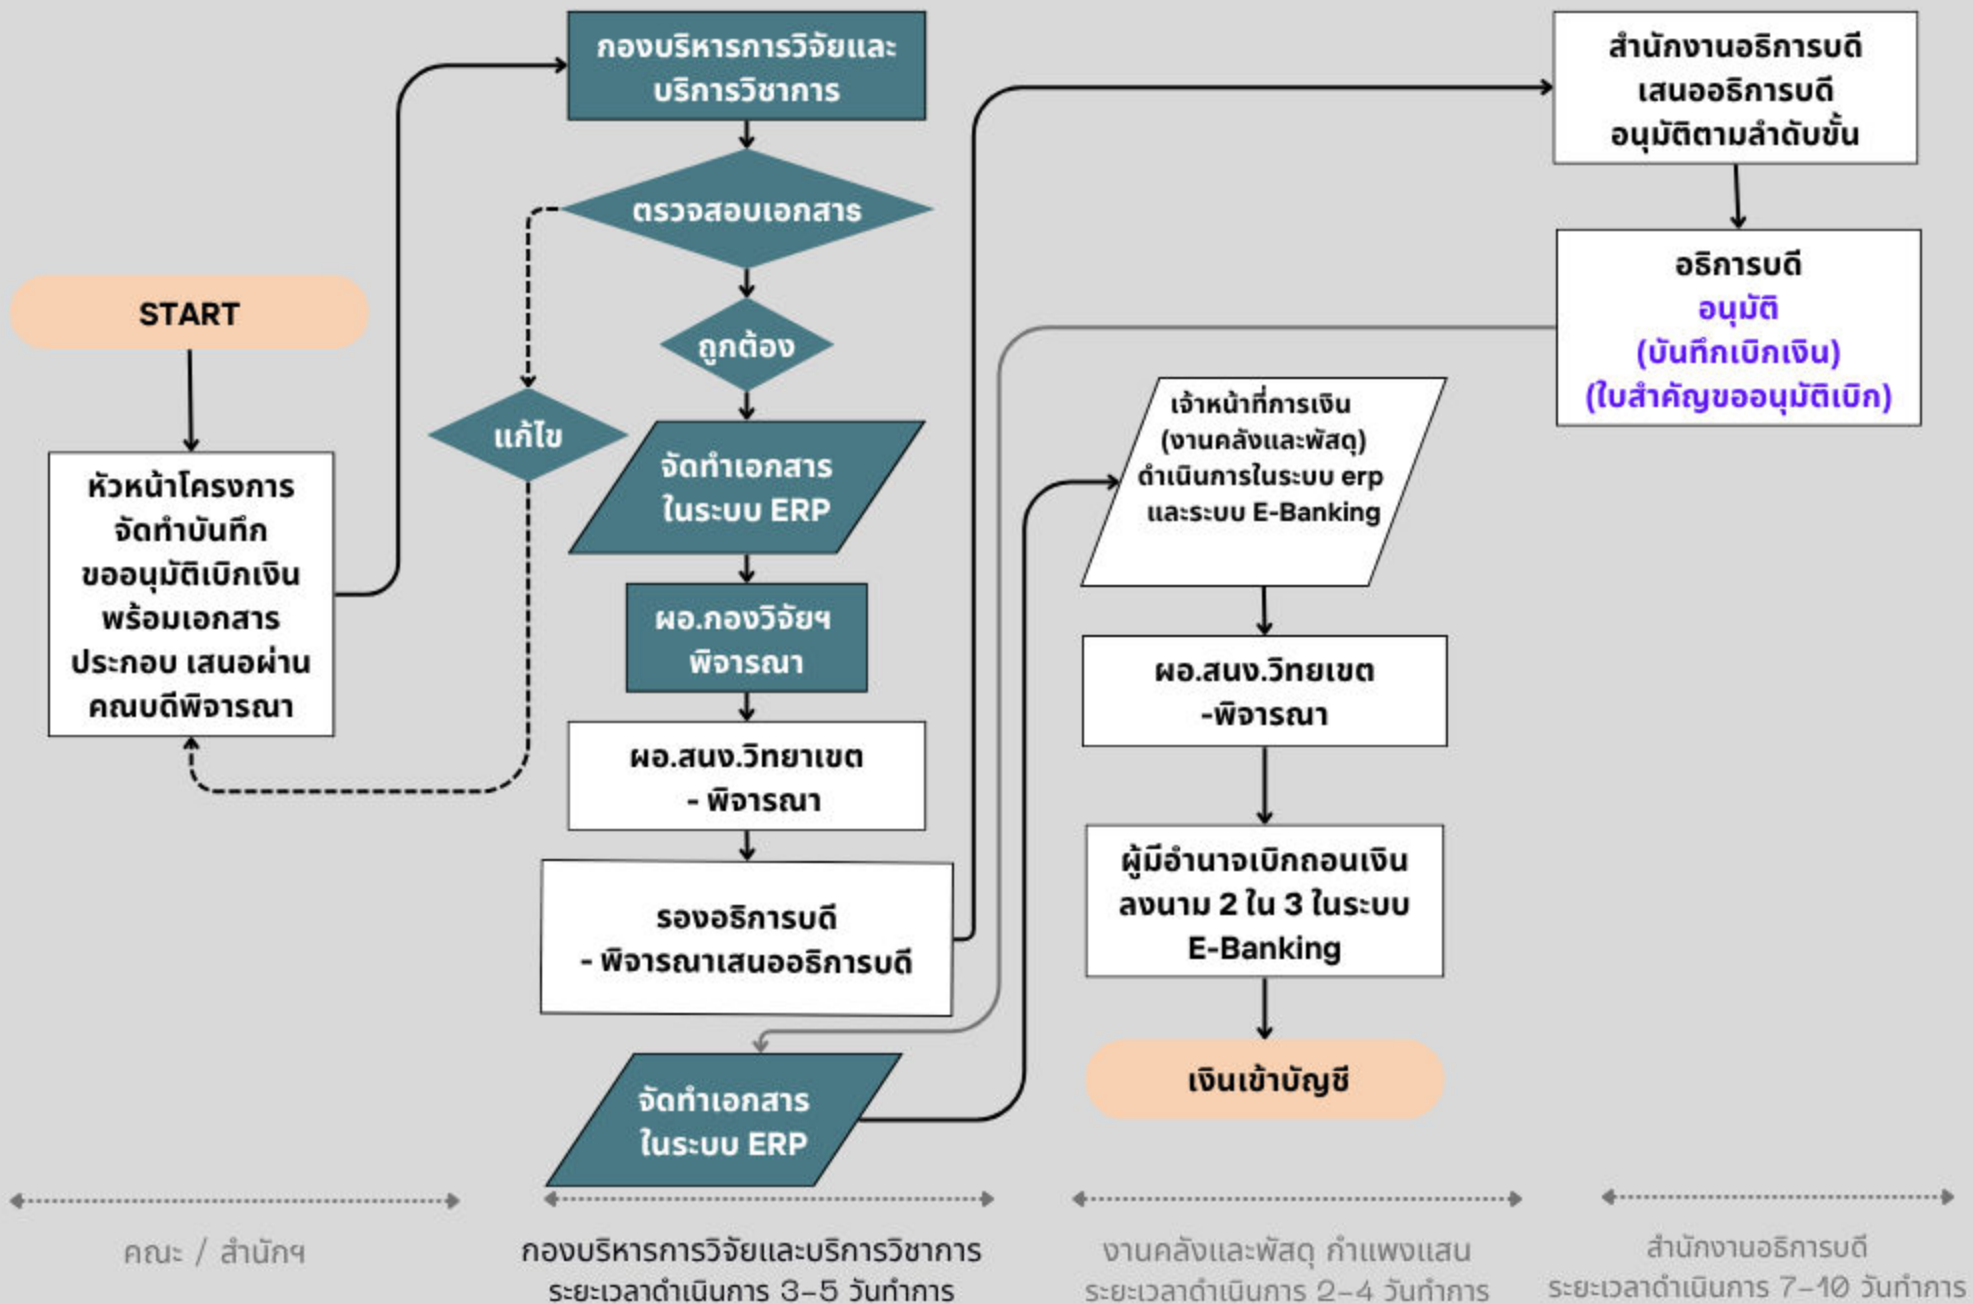 START
หัวหน้าโครงการ
จัดทำบันทึก
ขออนุมัติเบิกเงิน
พร้อมเอกสาร
ประกอบ เสนอผ่าน
คณบดีพิจารณา
กองบริหารการวิจัยและ
บริการวิชาการ
ตรวจสอบเอกสาร
แก้ไข
ถูกต้อง
จัดทำเอกสาร
ในระบบ ERP
ผอ.กองวิจัยฯ
พิจารณา
ผอ.สนง.วิทยาเขต
- พิจารณา
รองอธิการบดี
- พิจารณาเสนออธิการบดี
สำนักงานอธิการบดี
เสนออธิการบดี
อนุมัติตามลำดับขั้น
อธิการบดี
อนุมัติ
(บันทึกเบิกเงิน)
(ใบสำคัญขออนุมัติเบิก)
จัดทำเอกสาร
ในระบบ ERP
เจ้าหน้าที่การเงิน
(งานคลังและพัสดุ)
ดำเนินการในระบบ erp
และระบบ E-Banking
ผอ.สนง.วิทยเขต
-พิจารณา
ผู้มีอำนาจเบิกถอนเงิน
ลงนาม 2 ใน 3 ในระบบ
E-Banking
เงินเข้าบัญชี
คณะ / สำนักฯ
กองบริหารการวิจัยและบริการวิชาการ
ระยะเวลาดำเนินการ 3-5 วันทำการ
งานคลังและพัสดุ กำแพงแสน
ระยะเวลาดำเนินการ 2-4 วันทำการ
สำนักงานอธิการบดี
ระยะเวลาดำเนินการ 7-10 วันทำการ